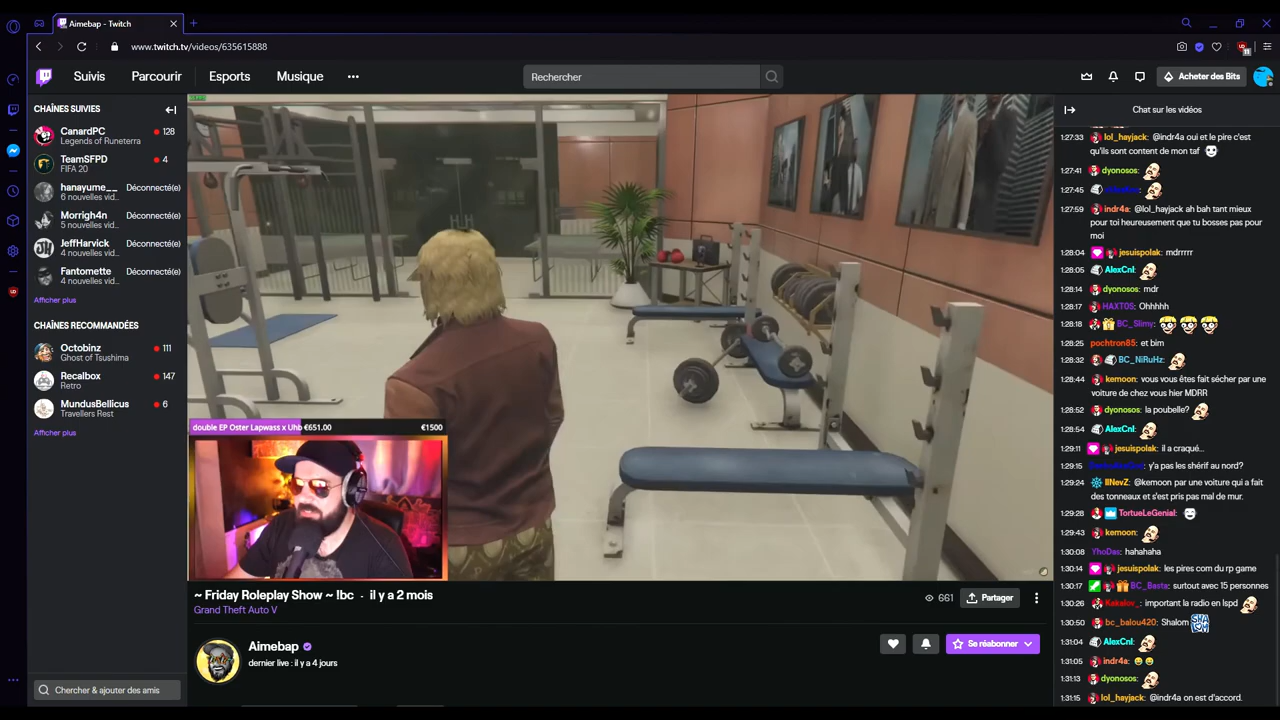 Aimebap - Twitch
www.twitch.tv/videos/635615888
Suivis
Parcourir
Esports
Musique
Rechercher
Acheter des Bits
CHAÎNES SUIVIES
CanardPC
128
Legends of Runeterra
TeamSFPD
4
FIFA 20
hanayume__
Déconnecté(e)
6 nouvelles vid...
Morrigh4n
Déconnecté(e)
5 nouvelles vid...
JeffHarvick
Déconnecté(e)
4 nouvelles vid...
Fantomette
Déconnecté(e)
4 nouvelles vid...
Afficher plus
CHAÎNES RECOMMANDÉES
Octobinz
111
Ghost of Tsushima
Recalbox
147
Retro
MundusBellicus
6
Travellers Rest
Afficher plus
Chercher & ajouter des amis
double EP Oster Lapwass x Uhb €651.00
€1500
~ Friday Roleplay Show ~ !bc - il y a 2 mois
Grand Theft Auto V
661
Partager
Aimebap
dernier live : il y a 4 jours
Se réabonner
Chat sur les vidéos
1:27:33 lol_hayjack: @indr4a oui et le pire c'est
qu'ils sont content de mon taf
1:27:41 dyonosos:
1:27:45
1:27:59 indr4a: @lol_hayjack ah bah tant mieux
pour toi heureusement que tu bosses pas pour
moi
1:28:04 jesuispolak: mdrrrrr
1:28:05 AlexCnl:
1:28:14 dyonosos: mdr
1:28:17 HAXT0S: Ohhhhh
1:28:18 BC_Slimy:
1:28:25 pochtron85: et bim
1:28:32 BC_NiRuHz:
1:28:44 kemoon: vous vous êtes fait sécher par une
voiture de chez vous hier MDRR
1:28:52 dyonosos: la poubelle?
1:28:54 AlexCnl:
1:29:11 jesuispolak: il a craqué...
1:29:15 y'a pas les shérif au nord?
1:29:24 llNevZ: @kemoon par une voiture qui a fait
des tonneaux et s'est pris pas mal de mur.
1:29:28 TortueLeGenial:
1:29:43 kemoon:
1:30:08 YhoDas: hahahaha
1:30:14 jesuispolak: les pires com du rp game
1:30:17 BC_Basta: surtout avec 15 personnes
1:30:26 Kakalov_: important la radio en lspd
1:30:50 bc_balou420: Shalom
1:31:04 AlexCnl:
1:31:05 indr4a:
1:31:13 dyonosos:
1:31:15 lol_hayjack: @indr4a on est d'accord.